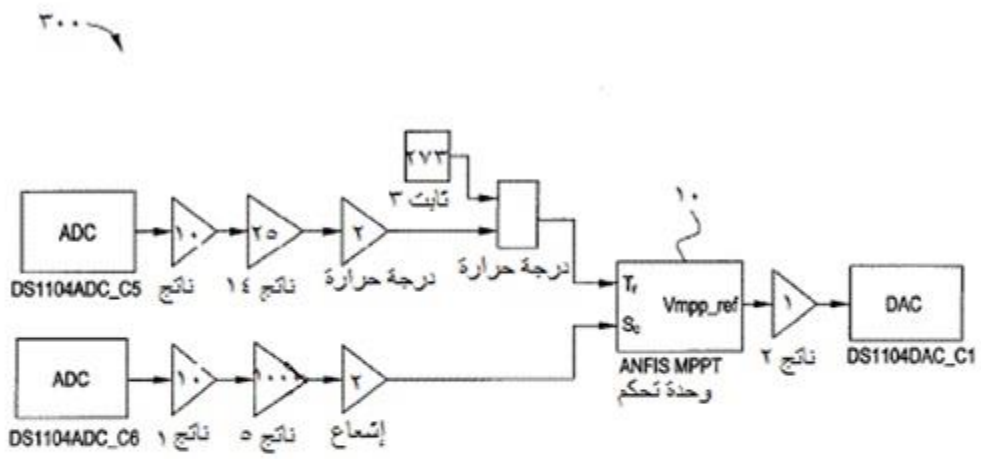 ٣٠٠
٢٧٣
ثابت ٣
ADC
١٠
٢٥
٢
DS1104ADC_C5
ناتج
ناتج ١٤
درجة حرارة
درجة حرارة
١٠
Tr
Sc
Vmpp_ref
ANFIS MPPT
وحدة تحكم
١
ناتج ٢
DAC
DS1104DAC_C1
ADC
١٠
٢
DS1104ADC_C6
ناتج ١
ناتج ٥
إشعاع